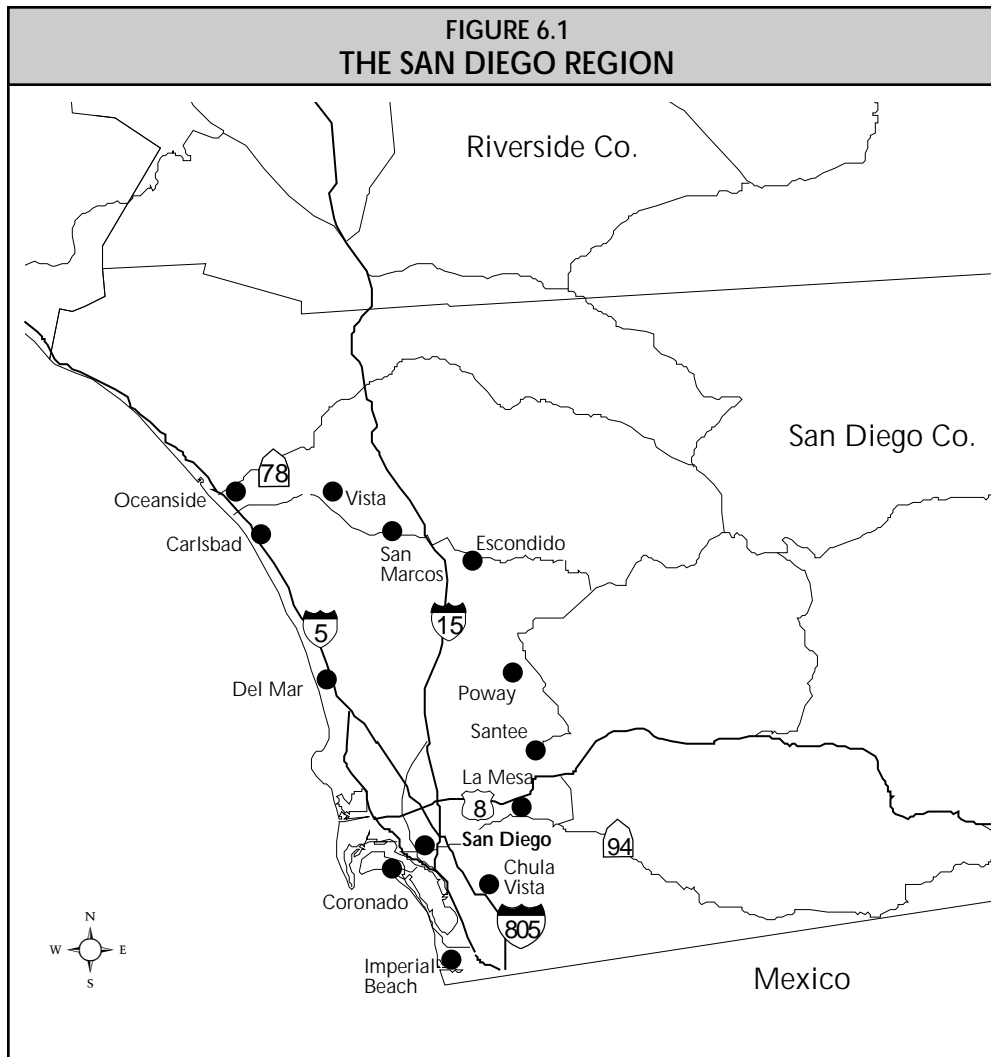 FIGURE 6.1
THE SAN DIEGO REGION
Riverside Co.
San Diego Co.
78
Oceanside
Vista
Carlsbad
San
Marcos
Escondido
5
15
Del Mar
Poway
Santee
La Mesa
8
San Diego
94
Chula
Vista
Coronado
805
N
W
E
S
Imperial
Beach
Mexico